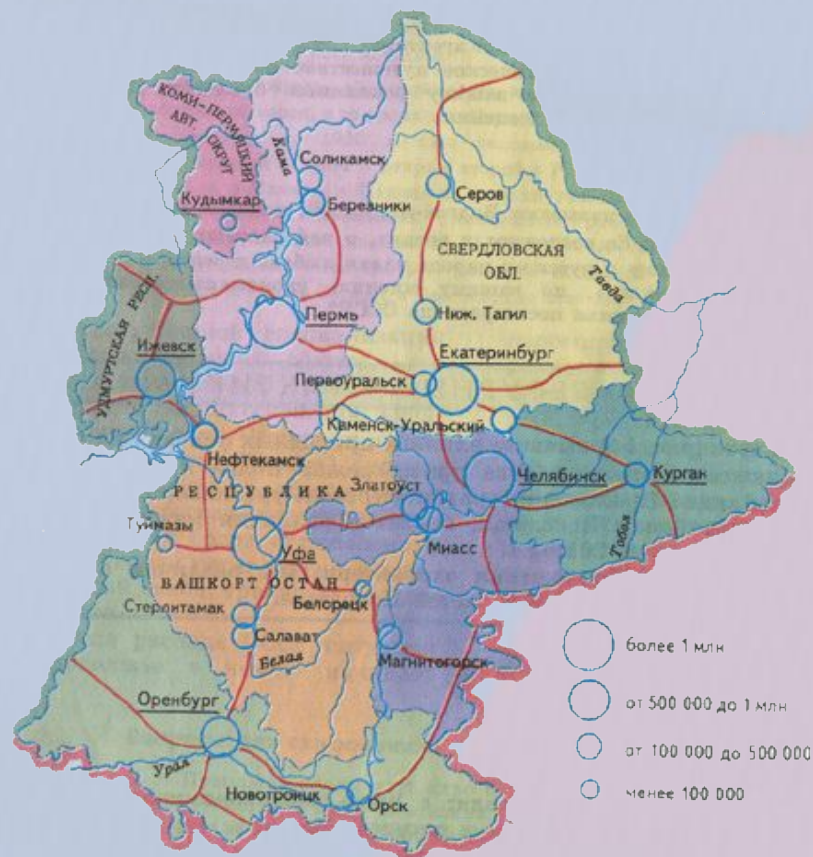 КОМИ-ПЕРМЯЦКИЙ
АВТ. ОКРУГ
Кама
Соликамск
Березники
Кудымкар
Серов
СВЕРДЛОВСКАЯ
ОБЛ.
Тавда
УДМУРТСКАЯ РЕСП.
Ижевск
Пермь
Ниж. Тагил
Екатеринбург
Первоуральск
Каменск-Уральский
Нефтекамск
Челябинск
Курган
РЕСПУБЛИКА
Златоуст
Тобол
Туймазы
Уфа
Миасс
БАШКОРТОСТАН
Белорецк
Стерлитамак
Салават
Белая
Магнитогорск
Оренбург
Урал
Новотроицк
Орск
более 1 млн
от 500 000 до 1 млн
от 100 000 до 500 000
менее 100 000